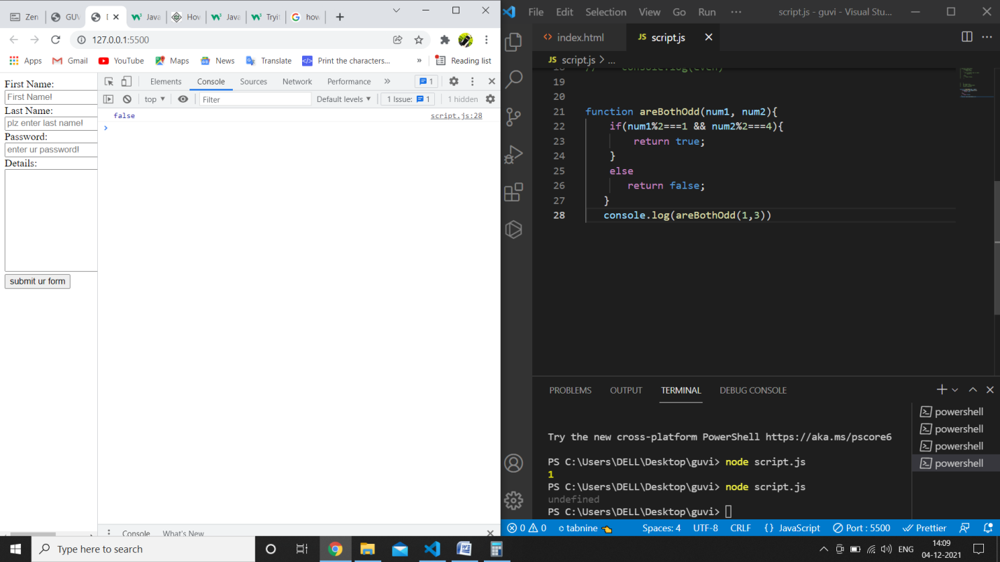 Zen
GUV
D
Java
How
Java
Tryit
how
127.0.0.1:5500
Apps
Gmail
YouTube
Maps
News
Translate
Print the characters...
»
Reading list
First Name:
First Name!
Last Name:
plz enter last name!
Password:
enter ur password!
Details:
submit ur form
Elements
Console
Sources
Network
Performance
»
1
top ▼
Filter
Default levels ▼
1 Issue: 1
1 hidden
false
script.js:28
›
Console
What's New
File Edit Selection View Go Run ···
script.js - guvi - Visual Stu...
<> index.html
JS script.js
JS script.js > ...
18 // console.log(even)
19
20
21 function areBothOdd(num1, num2){
22 if(num1%2===1 && num2%2===4){
23 return true;
24 }
25 else
26 return false;
27 }
28 console.log(areBothOdd(1,3))
PROBLEMS OUTPUT TERMINAL DEBUG CONSOLE
Try the new cross-platform PowerShell https://aka.ms/pscore6
PS C:\Users\DELL\Desktop\guvi> node script.js
1
PS C:\Users\DELL\Desktop\guvi> node script.js
undefined
PS C:\Users\DELL\Desktop\guvi>
powershell
powershell
powershell
powershell
0 0 tabnine Spaces: 4 UTF-8 CRLF {} JavaScript Port : 5500 Prettier
Type here to search
ENG
14:09
04-12-2021